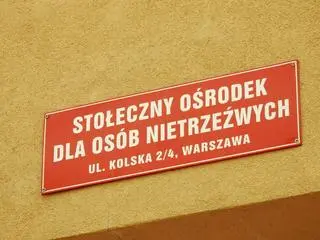 STOŁECZNY OŚRODEK
DLA OSÓB NIETRZEŹWYCH
UL. KOLSKA 2/4, WARSZAWA